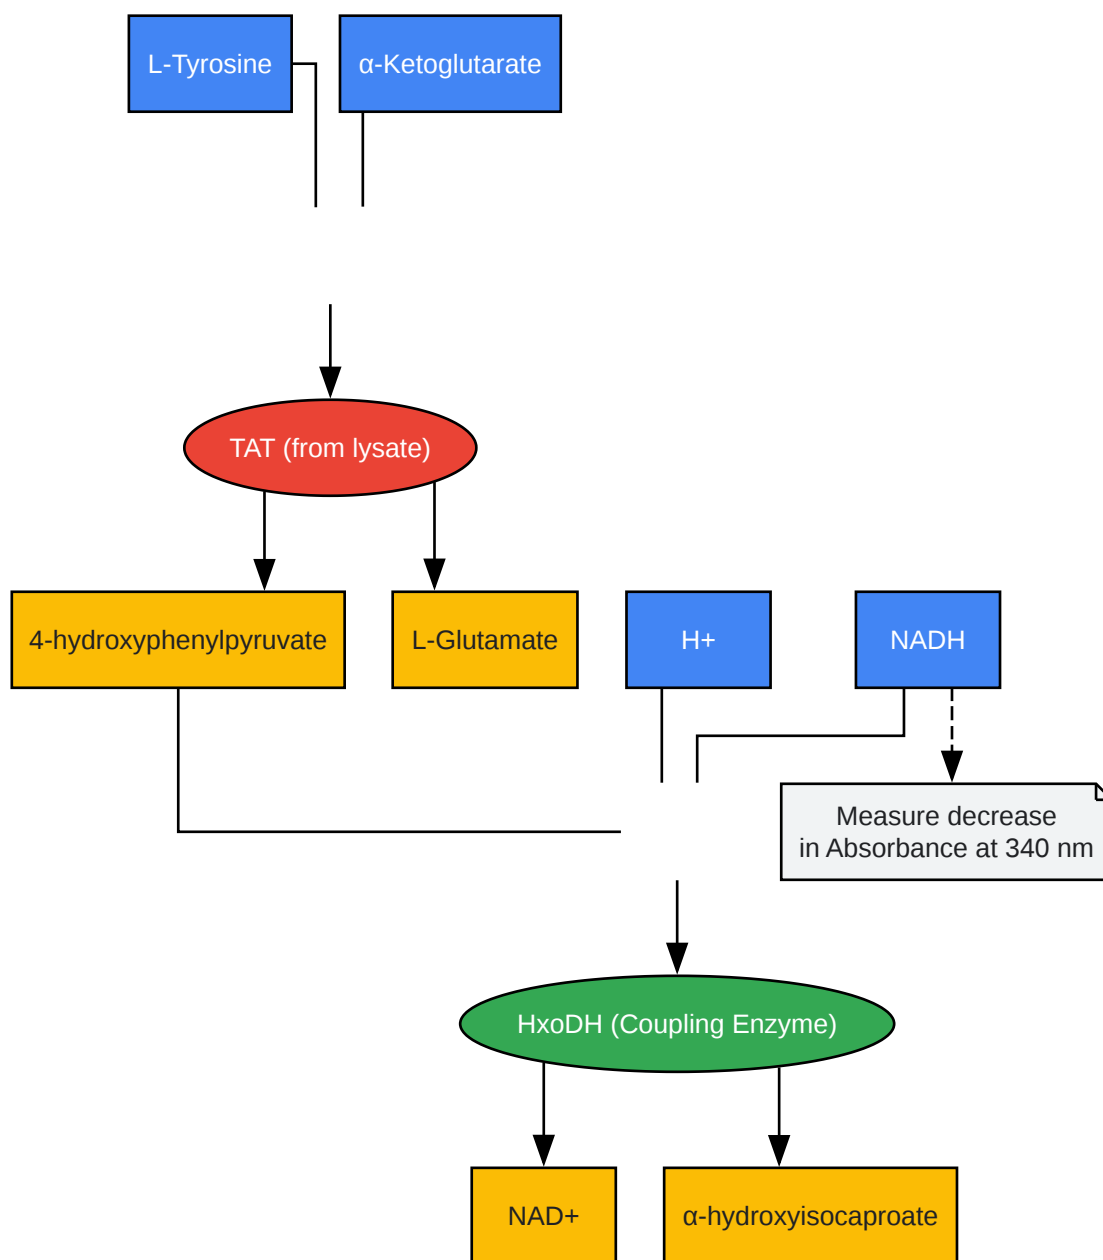 L-Tyrosine
α-Ketoglutarate
TAT (from lysate)
4-hydroxyphenylpyruvate
L-Glutamate
H+
NADH
Measure decrease
in Absorbance at 340 nm
HxoDH (Coupling Enzyme)
NAD+
α-hydroxyisocaproate